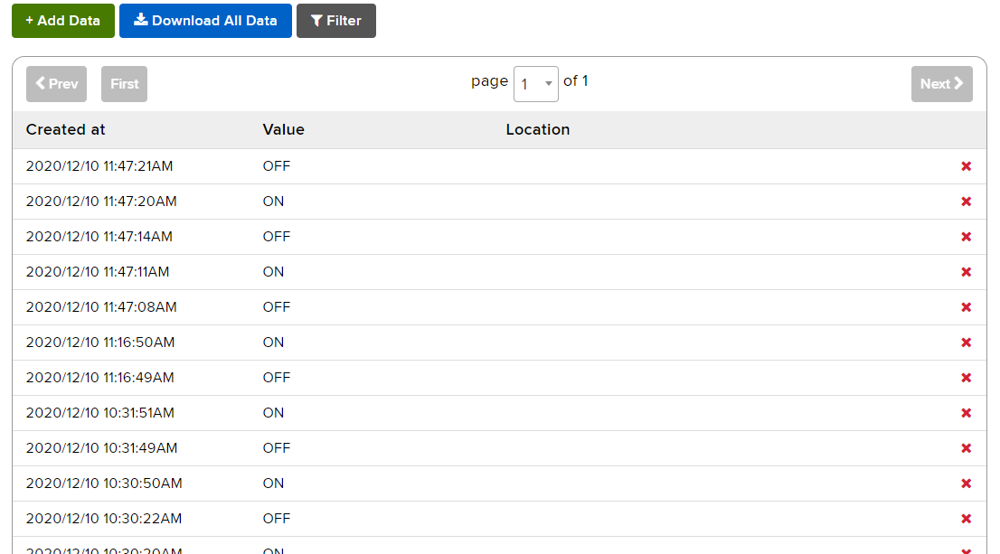 + Add Data Download All Data Filter
Prev First page 1 of 1 Next
Created at Value Location
2020/12/10 11:47:21AM OFF
2020/12/10 11:47:20AM ON
2020/12/10 11:47:14AM OFF
2020/12/10 11:47:11AM ON
2020/12/10 11:47:08AM OFF
2020/12/10 11:16:50AM ON
2020/12/10 11:16:49AM OFF
2020/12/10 10:31:51AM ON
2020/12/10 10:31:49AM OFF
2020/12/10 10:30:50AM ON
2020/12/10 10:30:22AM OFF
2020/12/10 10:30:20AM ON